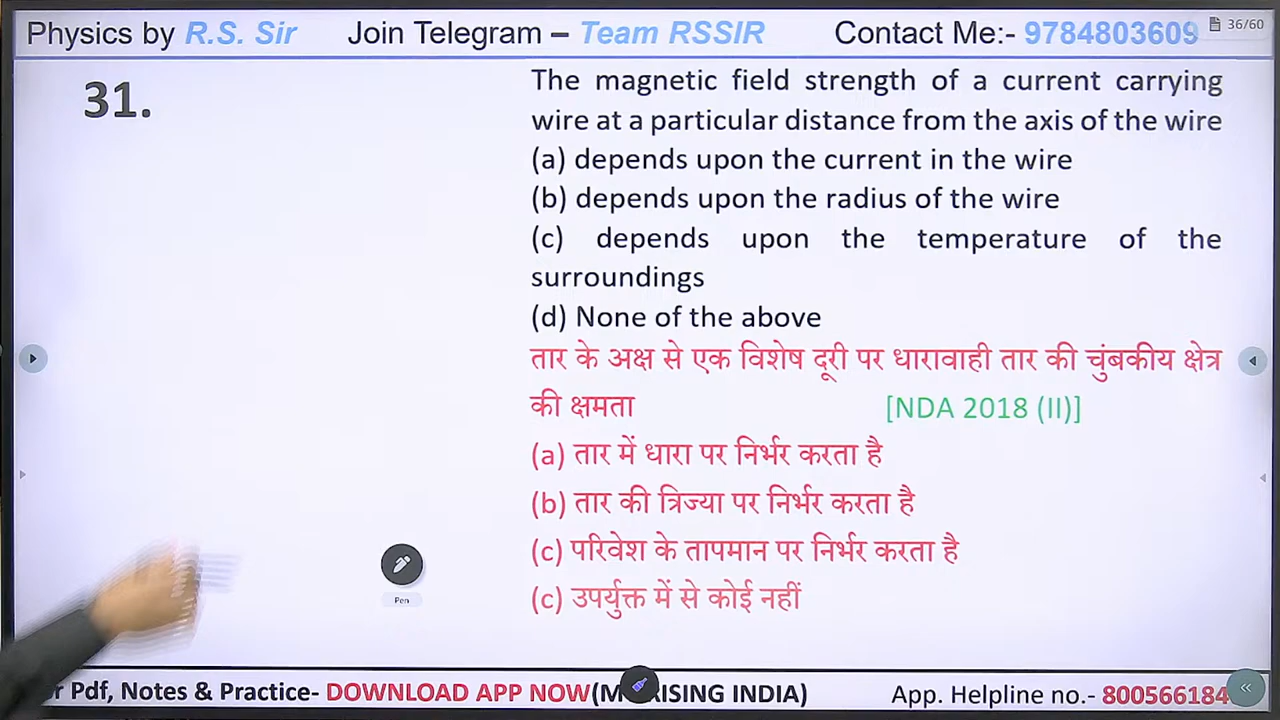 Physics by R.S. Sir Join Telegram – Team RSSIR Contact Me:- 9784803609 36/60
31.
The magnetic field strength of a current carrying
wire at a particular distance from the axis of the wire
(a) depends upon the current in the wire
(b) depends upon the radius of the wire
(c) depends upon the temperature of the
surroundings
(d) None of the above
तार के अक्ष से एक विशेष दूरी पर धारावाही तार की चुंबकीय क्षेत्र
की क्षमता [NDA 2018 (II)]
(a) तार में धारा पर निर्भर करता है
(b) तार की त्रिज्या पर निर्भर करता है
(c) परिवेश के तापमान पर निर्भर करता है
(c) उपर्युक्त में से कोई नहीं
Pen
Pdf, Notes & Practice- DOWNLOAD APP NOW RISING INDIA) App. Helpline no.- 800566184